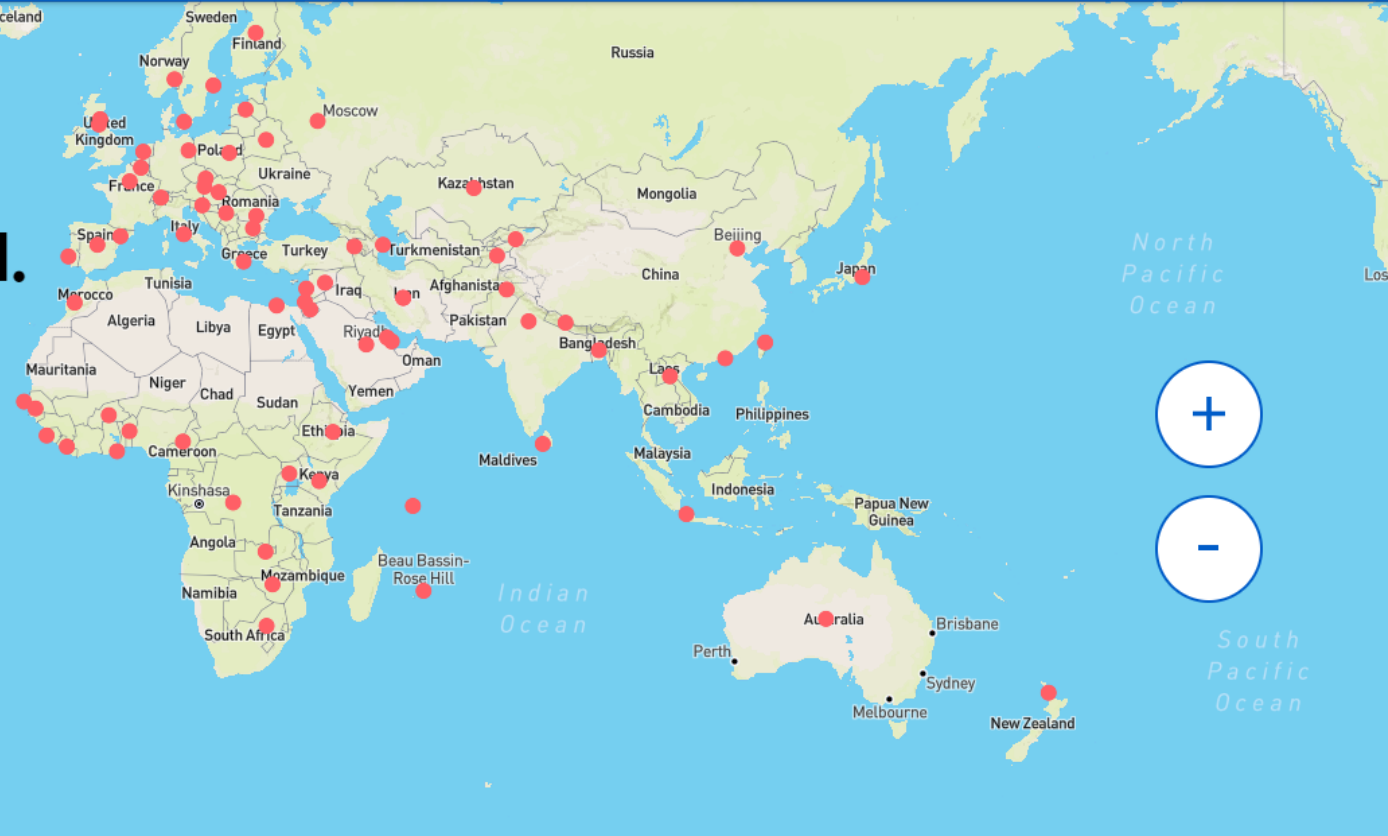 celand
Sweden
Finland
Norway
Russia
Moscow
United
Kingdom
Poland
Ukraine
France
Kazakhstan
Mongolia
Romania
Spain
Italy
Beijing
North
Pacific
Ocean
Greece
Turkey
Turkmenistan
l.
China
Japan
Los
Tunisia
Morocco
Iraq
Iran
Afghanista
Algeria
Libya
Egypt
Riyadh
Pakistan
Bangladesh
Oman
Mauritania
Niger
Chad
Sudan
Yemen
Laos
Cambodia
Philippines
Ethiopia
Cameroon
Maldives
Malaysia
Kenya
Kinshasa
Indonesia
Tanzania
Papua New
Guinea
Angola
Beau Bassin-
Rose Hill
Mozambique
Namibia
Indian
Ocean
South Africa
Australia
Brisbane
Perth
Sydney
South
Pacific
Ocean
Melbourne
New Zealand
+
-